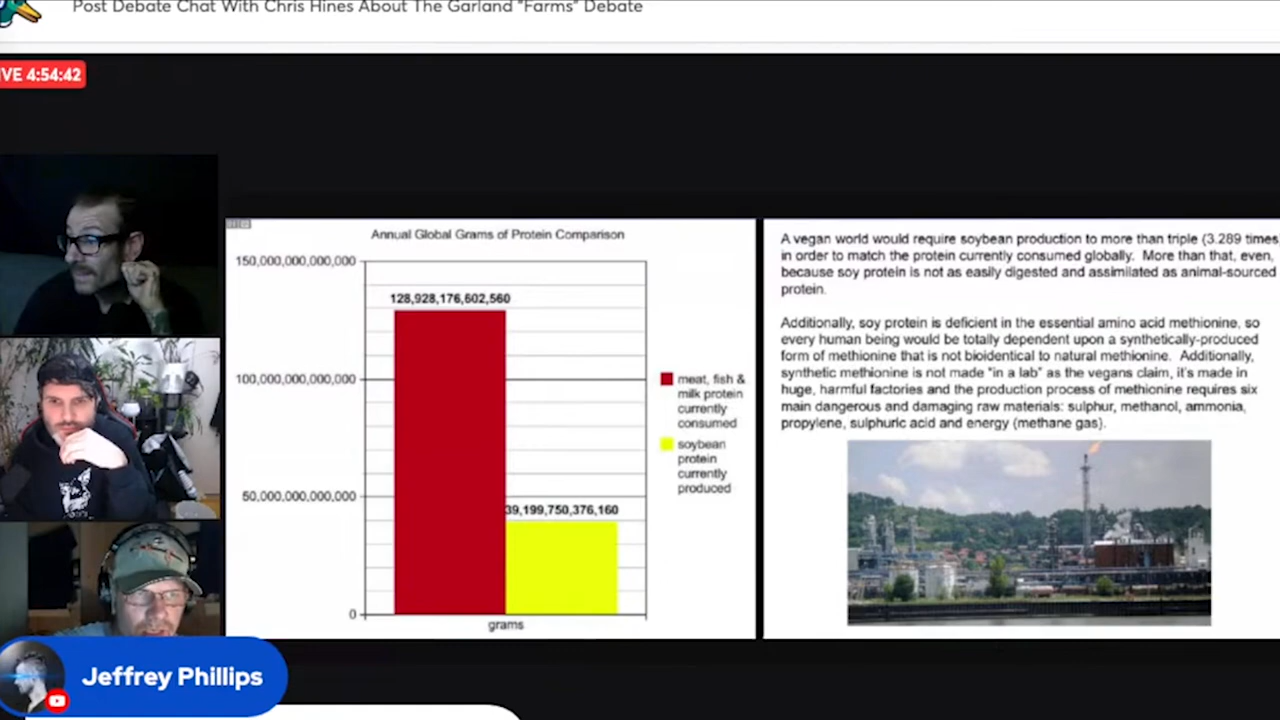 Post Debate Chat With Chris Hines About The Garland "Farms" Debate
IVE 4:54:42
Annual Global Grams of Protein Comparison
150,000,000,000,000
128,928,176,602,560
100,000,000,000,000
50,000,000,000,000
39,199,750,376,160
0
grams
meat, fish &
milk protein
currently
consumed
soybean
protein
currently
produced
A vegan world would require soybean production to more than triple (3.289 times
in order to match the protein currently consumed globally. More than that, even,
because soy protein is not as easily digested and assimilated as animal-sourced
protein.
Additionally, soy protein is deficient in the essential amino acid methionine, so
every human being would be totally dependent upon a synthetically-produced
form of methionine that is not bioidentical to natural methionine. Additionally,
synthetic methionine is not made "in a lab" as the vegans claim, it's made in
huge, harmful factories and the production process of methionine requires six
main dangerous and damaging raw materials: sulphur, methanol, ammonia,
propylene, sulphuric acid and energy (methane gas).
Jeffrey Phillips